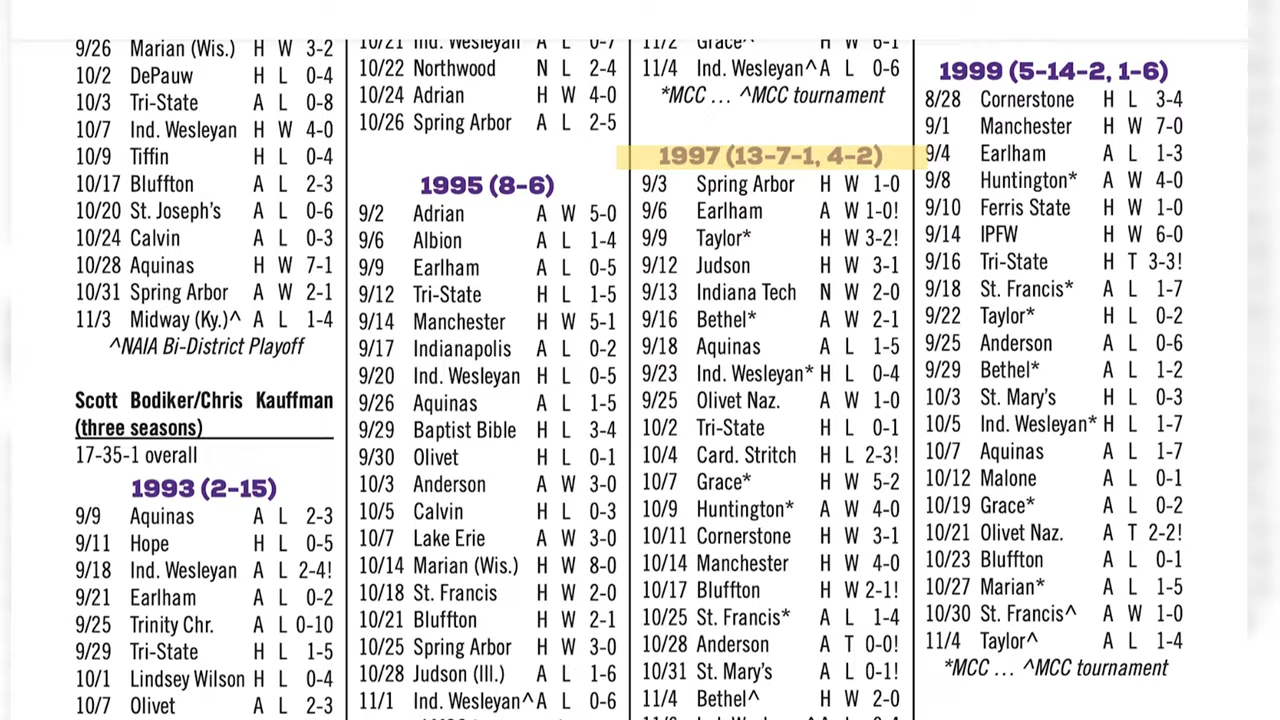 9/26 Marian (Wis.) H W 3-2
10/2 DePauw H L 0-4
10/3 Tri-State A L 0-8
10/7 Ind. Wesleyan H W 4-0
10/9 Tiffin H L 0-4
10/17 Bluffton A L 2-3
10/20 St. Joseph's A L 0-6
10/24 Calvin A L 0-3
10/28 Aquinas H W 7-1
10/31 Spring Arbor A W 2-1
11/3 Midway (Ky.)^ A L 1-4
^NAIA Bi-District Playoff
Scott Bodiker/Chris Kauffman
(three seasons)
17-35-1 overall
1993 (2-15)
9/9 Aquinas A L 2-3
9/11 Hope H L 0-5
9/18 Ind. Wesleyan A L 2-4!
9/21 Earlham A L 0-2
9/25 Trinity Chr. A L 0-10
9/29 Tri-State H L 1-5
10/1 Lindsey Wilson H L 0-4
10/7 Olivet A L 2-3
10/21 Ind. Wesleyan A L 0-7
10/22 Northwood N L 2-4
10/24 Adrian H W 4-0
10/26 Spring Arbor A L 2-5
1995 (8-6)
9/2 Adrian A W 5-0
9/6 Albion A L 1-4
9/9 Earlham A L 0-5
9/12 Tri-State H L 1-5
9/14 Manchester H W 5-1
9/17 Indianapolis A L 0-2
9/20 Ind. Wesleyan H L 0-5
9/26 Aquinas A L 1-5
9/29 Baptist Bible H L 3-4
9/30 Olivet H L 0-1
10/3 Anderson A W 3-0
10/5 Calvin H L 0-3
10/7 Lake Erie A W 3-0
10/14 Marian (Wis.) H W 8-0
10/18 St. Francis H W 2-0
10/21 Bluffton H W 2-1
10/25 Spring Arbor H W 3-0
10/28 Judson (Ill.) A L 1-6
11/1 Ind. Wesleyan^ A L 0-6
11/2 Grace^ H W 6-1
11/4 Ind. Wesleyan^ A L 0-6
*MCC … ^MCC tournament
1997 (13-7-1, 4-2)
9/3 Spring Arbor H W 1-0
9/6 Earlham A W 1-0!
9/9 Taylor* H W 3-2!
9/12 Judson H W 3-1
9/13 Indiana Tech N W 2-0
9/16 Bethel* A W 2-1
9/18 Aquinas A L 1-5
9/23 Ind. Wesleyan* H L 0-4
9/25 Olivet Naz. A W 1-0
10/2 Tri-State H L 0-1
10/4 Card. Stritch H L 2-3!
10/7 Grace* H W 5-2
10/9 Huntington* A W 4-0
10/11 Cornerstone H W 3-1
10/14 Manchester H W 4-0
10/17 Bluffton H W 2-1!
10/25 St. Francis* A L 1-4
10/28 Anderson A T 0-0!
10/31 St. Mary's A L 0-1!
11/4 Bethel^ H W 2-0
1999 (5-14-2, 1-6)
8/28 Cornerstone H L 3-4
9/1 Manchester H W 7-0
9/4 Earlham A L 1-3
9/8 Huntington* A W 4-0
9/10 Ferris State H W 1-0
9/14 IPFW H W 6-0
9/16 Tri-State H T 3-3!
9/18 St. Francis* A L 1-7
9/22 Taylor* H L 0-2
9/25 Anderson A L 0-6
9/29 Bethel* A L 1-2
10/3 St. Mary's H L 0-3
10/5 Ind. Wesleyan* H L 1-7
10/7 Aquinas A L 1-7
10/12 Malone A L 0-1
10/19 Grace* A L 0-2
10/21 Olivet Naz. A T 2-2!
10/23 Bluffton A L 0-1
10/27 Marian* A L 1-5
10/30 St. Francis^ A W 1-0
11/4 Taylor^ A L 1-4
*MCC … ^MCC tournament